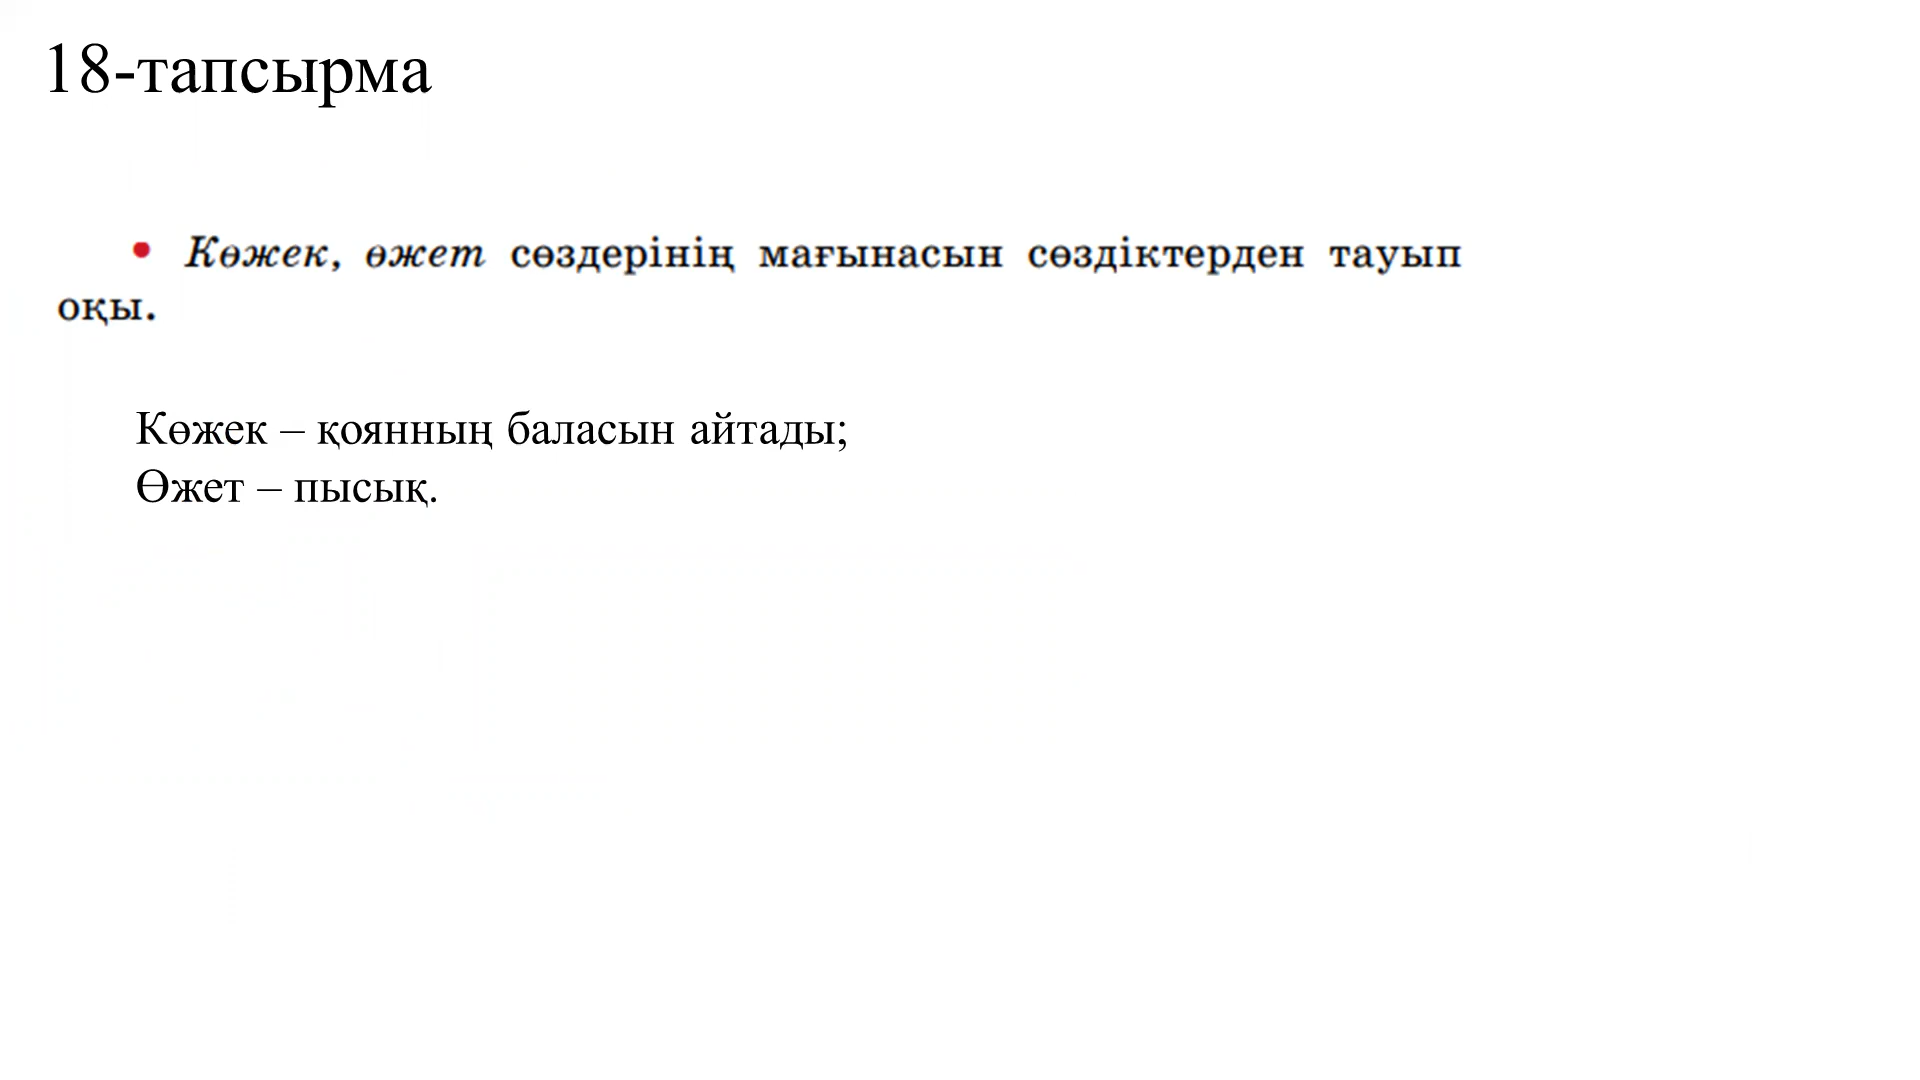 18-тапсырма
• Көжек, өжет сөздерінің мағынасын сөздіктерден тауып
оқы.
Көжек – қоянның баласын айтады;
Өжет – пысық.